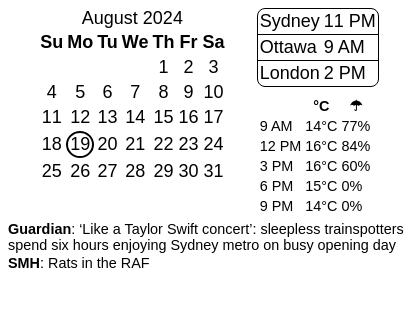 August 2024
Su Mo Tu We Th Fr Sa
1 2 3
4 5 6 7 8 9 10
11 12 13 14 15 16 17
18 19 20 21 22 23 24
25 26 27 28 29 30 31
Sydney 11 PM
Ottawa 9 AM
London 2 PM
°C ☂
9 AM 14°C 77%
12 PM 16°C 84%
3 PM 16°C 60%
6 PM 15°C 0%
9 PM 14°C 0%
Guardian: ‘Like a Taylor Swift concert’: sleepless trainspotters
spend six hours enjoying Sydney metro on busy opening day
SMH: Rats in the RAF